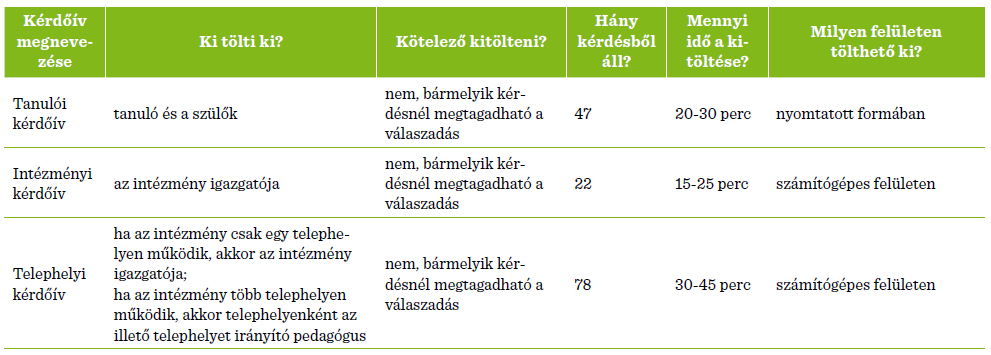 Kérdőív
megneve-
zése
Ki tölti ki?
Kötelező kitölteni?
Hány
kérdésből
áll?
Mennyi
idő a ki-
töltése?
Milyen felületen
tölthető ki?
Tanulói
kérdőív
tanuló és a szülők
nem, bármelyik kér-
désnél megtagadható a
válaszadás
47
20-30 perc
nyomtatott formában
Intézményi
kérdőív
az intézmény igazgatója
nem, bármelyik kér-
désnél megtagadható a
válaszadás
22
15-25 perc
számítógépes felületen
Telephelyi
kérdőív
ha az intézmény csak egy telephe-
lyen működik, akkor az intézmény
igazgatója;
ha az intézmény több telephelyen
működik, akkor telephelyenként az
illető telephelyet irányító pedagógus
nem, bármelyik kér-
désnél megtagadható a
válaszadás
78
30-45 perc
számítógépes felületen